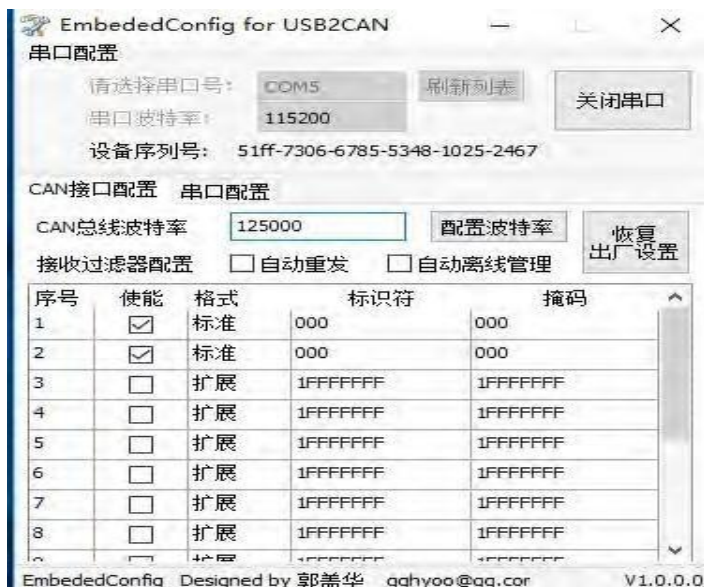 EmbededConfig for USB2CAN
串口配置
请选择串口号: COM5 刷新列表 关闭串口
串口波特率: 115200
设备序列号: 51ff-7306-6785-5348-1025-2467
CAN接口配置 串口配置
CAN总线波特率 125000 配置波特率 恢复
出厂设置
接收过滤器配置 自动重发 自动离线管理
序号 使能 格式 标识符 掩码
1 标准 000 000
2 标准 000 000
3 扩展 1FFFFFFF 1FFFFFFF
4 扩展 1FFFFFFF 1FFFFFFF
5 扩展 1FFFFFFF 1FFFFFFF
6 扩展 1FFFFFFF 1FFFFFFF
7 扩展 1FFFFFFF 1FFFFFFF
8 扩展 1FFFFFFF 1FFFFFFF
EmbededConfig Designed by 郭盖华 gghyoo@qq.cor V1.0.0.0